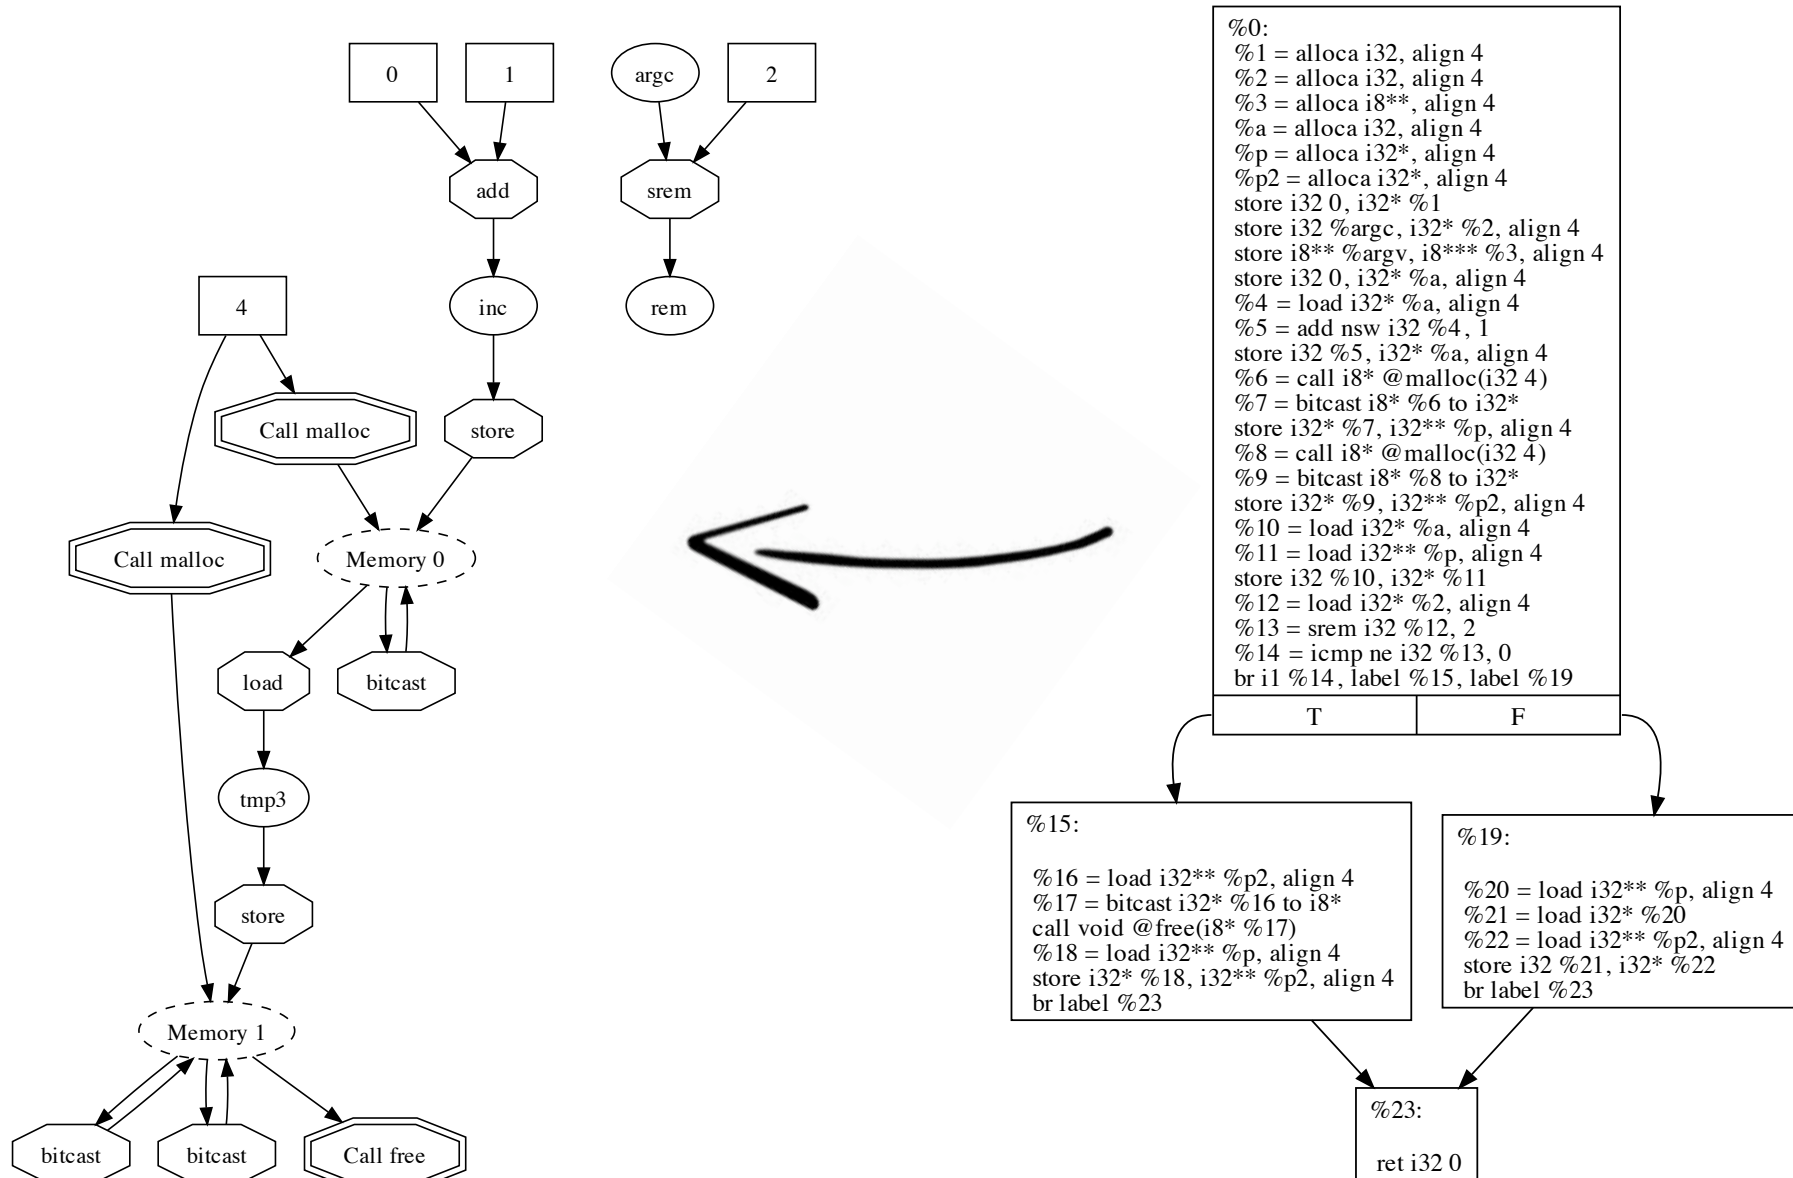 0
1
argc
2
add
srem
inc
rem
4
Call malloc
store
Call malloc
Memory 0
load
bitcast
tmp3
store
Memory 1
bitcast
bitcast
Call free
%0:
%1 = alloca i32, align 4
%2 = alloca i32, align 4
%3 = alloca i8**, align 4
%a = alloca i32, align 4
%p = alloca i32*, align 4
%p2 = alloca i32*, align 4
store i32 0, i32* %1
store i32 %argc, i32* %2, align 4
store i8** %argv, i8*** %3, align 4
store i32 0, i32* %a, align 4
%4 = load i32* %a, align 4
%5 = add nsw i32 %4, 1
store i32 %5, i32* %a, align 4
%6 = call i8* @malloc(i32 4)
%7 = bitcast i8* %6 to i32*
store i32* %7, i32** %p, align 4
%8 = call i8* @malloc(i32 4)
%9 = bitcast i8* %8 to i32*
store i32* %9, i32** %p2, align 4
%10 = load i32* %a, align 4
%11 = load i32** %p, align 4
store i32 %10, i32* %11
%12 = load i32* %2, align 4
%13 = srem i32 %12, 2
%14 = icmp ne i32 %13, 0
br i1 %14, label %15, label %19
T
F
%15:
%16 = load i32** %p2, align 4
%17 = bitcast i32* %16 to i8*
call void @free(i8* %17)
%18 = load i32** %p, align 4
store i32* %18, i32** %p2, align 4
br label %23
%19:
%20 = load i32** %p, align 4
%21 = load i32* %20
%22 = load i32** %p2, align 4
store i32 %21, i32* %22
br label %23
%23:
ret i32 0